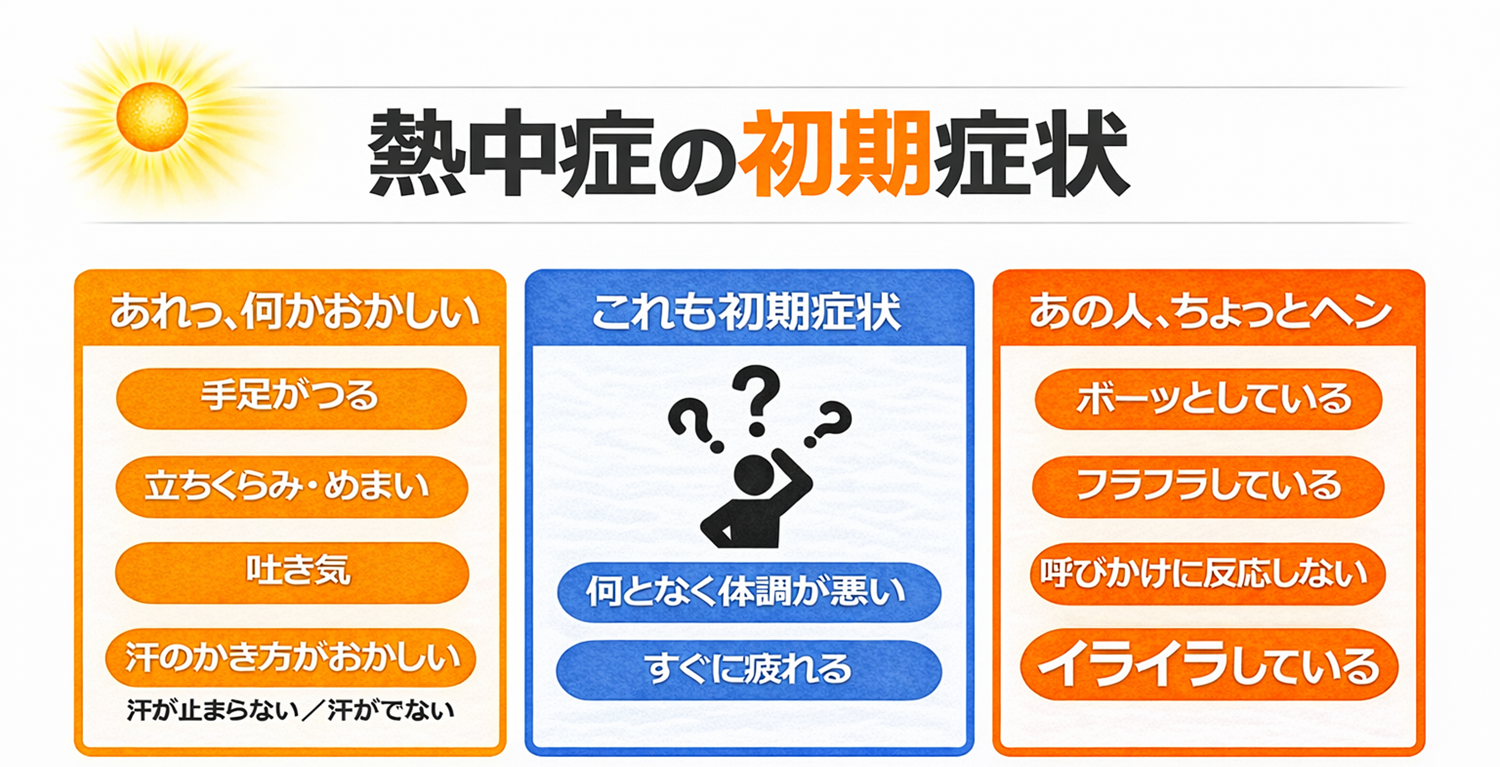 熱中症の初期症状
あれっ、何かおかしい
手足がつる
立ちくらみ・めまい
吐き気
汗のかき方がおかしい
汗が止まらない／汗がでない
これも初期症状
? ? ?
何となく体調が悪い
すぐに疲れる
あの人、ちょっとヘン
ボーッとしている
フラフラしている
呼びかけに反応しない
イライラしている